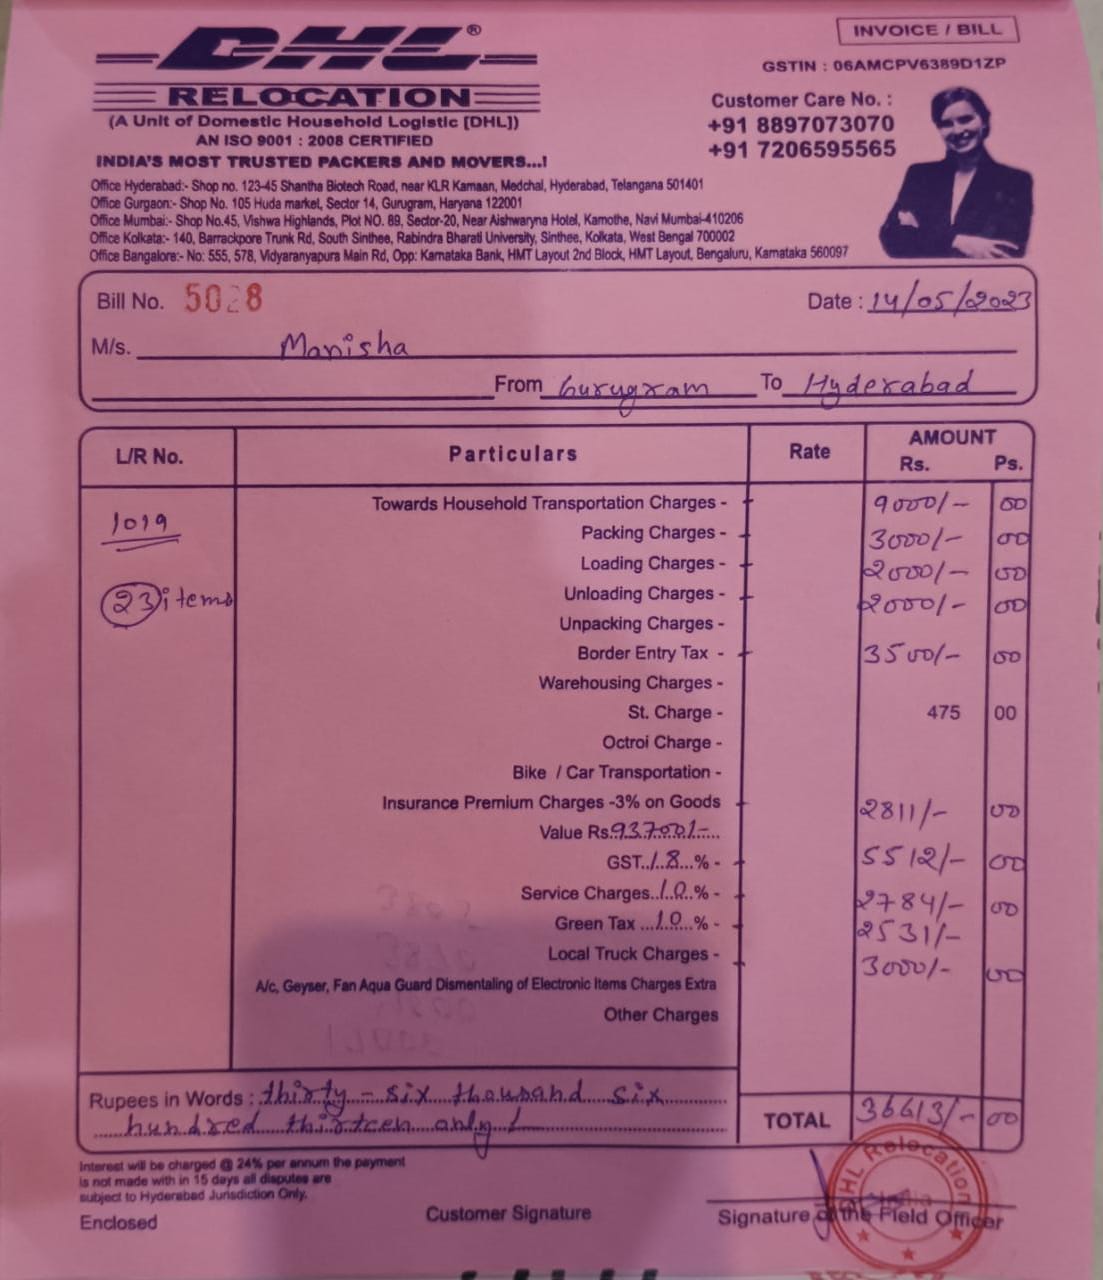 DHL®
INVOICE / BILL
GSTIN : 06AMCPV6389D1ZP
RELOCATION
(A Unit of Domestic Household Logistic [DHL])
AN ISO 9001 : 2008 CERTIFIED
INDIA'S MOST TRUSTED PACKERS AND MOVERS...!
Customer Care No. :
+91 8897073070
+91 7206595565
Office Hyderabad:- Shop no. 123-45 Shantha Biotech Road, near KLR Kamaan, Medchal, Hyderabad, Telangana 501401
Office Gurgaon:- Shop No. 105 Huda market, Sector 14, Gurugram, Haryana 122001
Office Mumbai:- Shop No.45, Vishwa Highlands, Plot NO. 89, Sector-20, Near Aishwaryna Hotel, Kamothe, Navi Mumbai-410206
Office Kolkata:- 140, Barrackpore Trunk Rd, South Sinthee, Rabindra Bharati University, Sinthee, Kolkata, West Bengal 700002
Office Bangalore:- No: 555, 578, Vidyaranyapura Main Rd, Opp: Karnataka Bank, HMT Layout 2nd Block, HMT Layout, Bengaluru, Karnataka 560097
Bill No. 5028 Date : 14/05/2023
M/s. Manisha
From Gurugram To Hyderabad
L/R No. Particulars Rate AMOUNT
Rs. Ps.
1019
23 items
Towards Household Transportation Charges - 9000/- 00
Packing Charges - 3000/- 00
Loading Charges - 2000/- 00
Unloading Charges - 2000/- 00
Unpacking Charges -
Border Entry Tax - 3500/- 00
Warehousing Charges -
St. Charge - 475 00
Octroi Charge -
Bike / Car Transportation -
Insurance Premium Charges -3% on Goods 2811/- 00
Value Rs.93700/-.....
GST..18...% - 5512/- 00
Service Charges..10..% - 2784/- 00
Green Tax ...10...% - 2531/-
Local Truck Charges - 3000/- 00
A/c, Geyser, Fan Aqua Guard Dismentaling of Electronic Items Charges Extra
Other Charges
Rupees in Words : thirty-six thousand six
hundred thirteen only/
TOTAL 36613/- 00
Interest will be charged @ 24% per annum the payment
is not made with in 15 days all disputes are
subject to Hyderabad Jurisdiction Only.
Enclosed
Customer Signature
Signature of the Field Officer
DHL Relocation
India